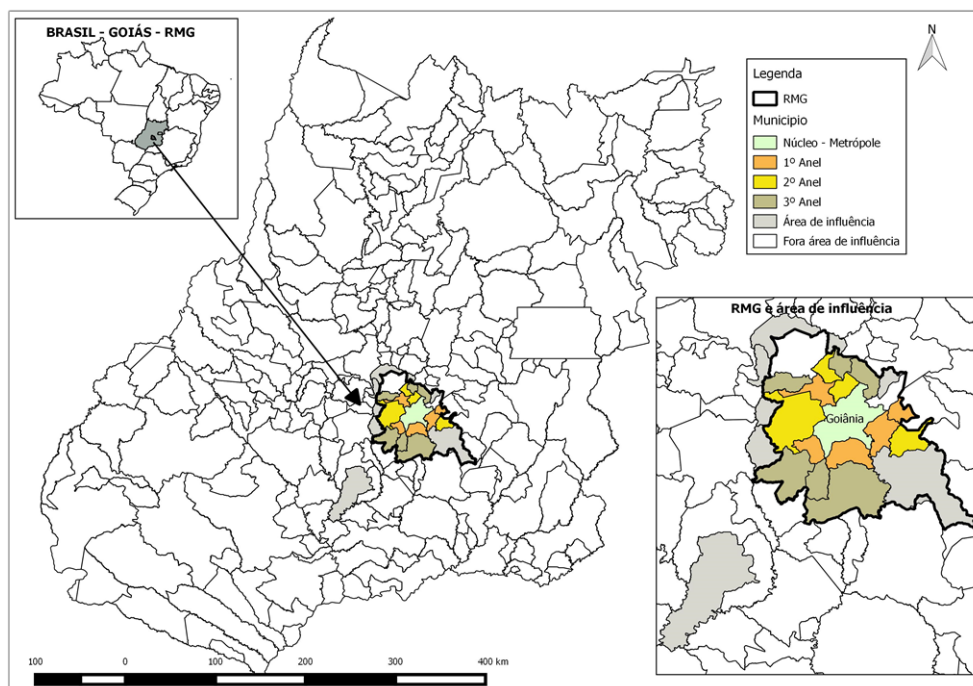 BRASIL - GOIÁS - RMG
N
Legenda
RMG
Municipio
Núcleo - Metrópole
1º Anel
2º Anel
3º Anel
Área de influência
Fora área de influência
RMG e área de influência
Goiânia
100 0 100 200 300 400 km